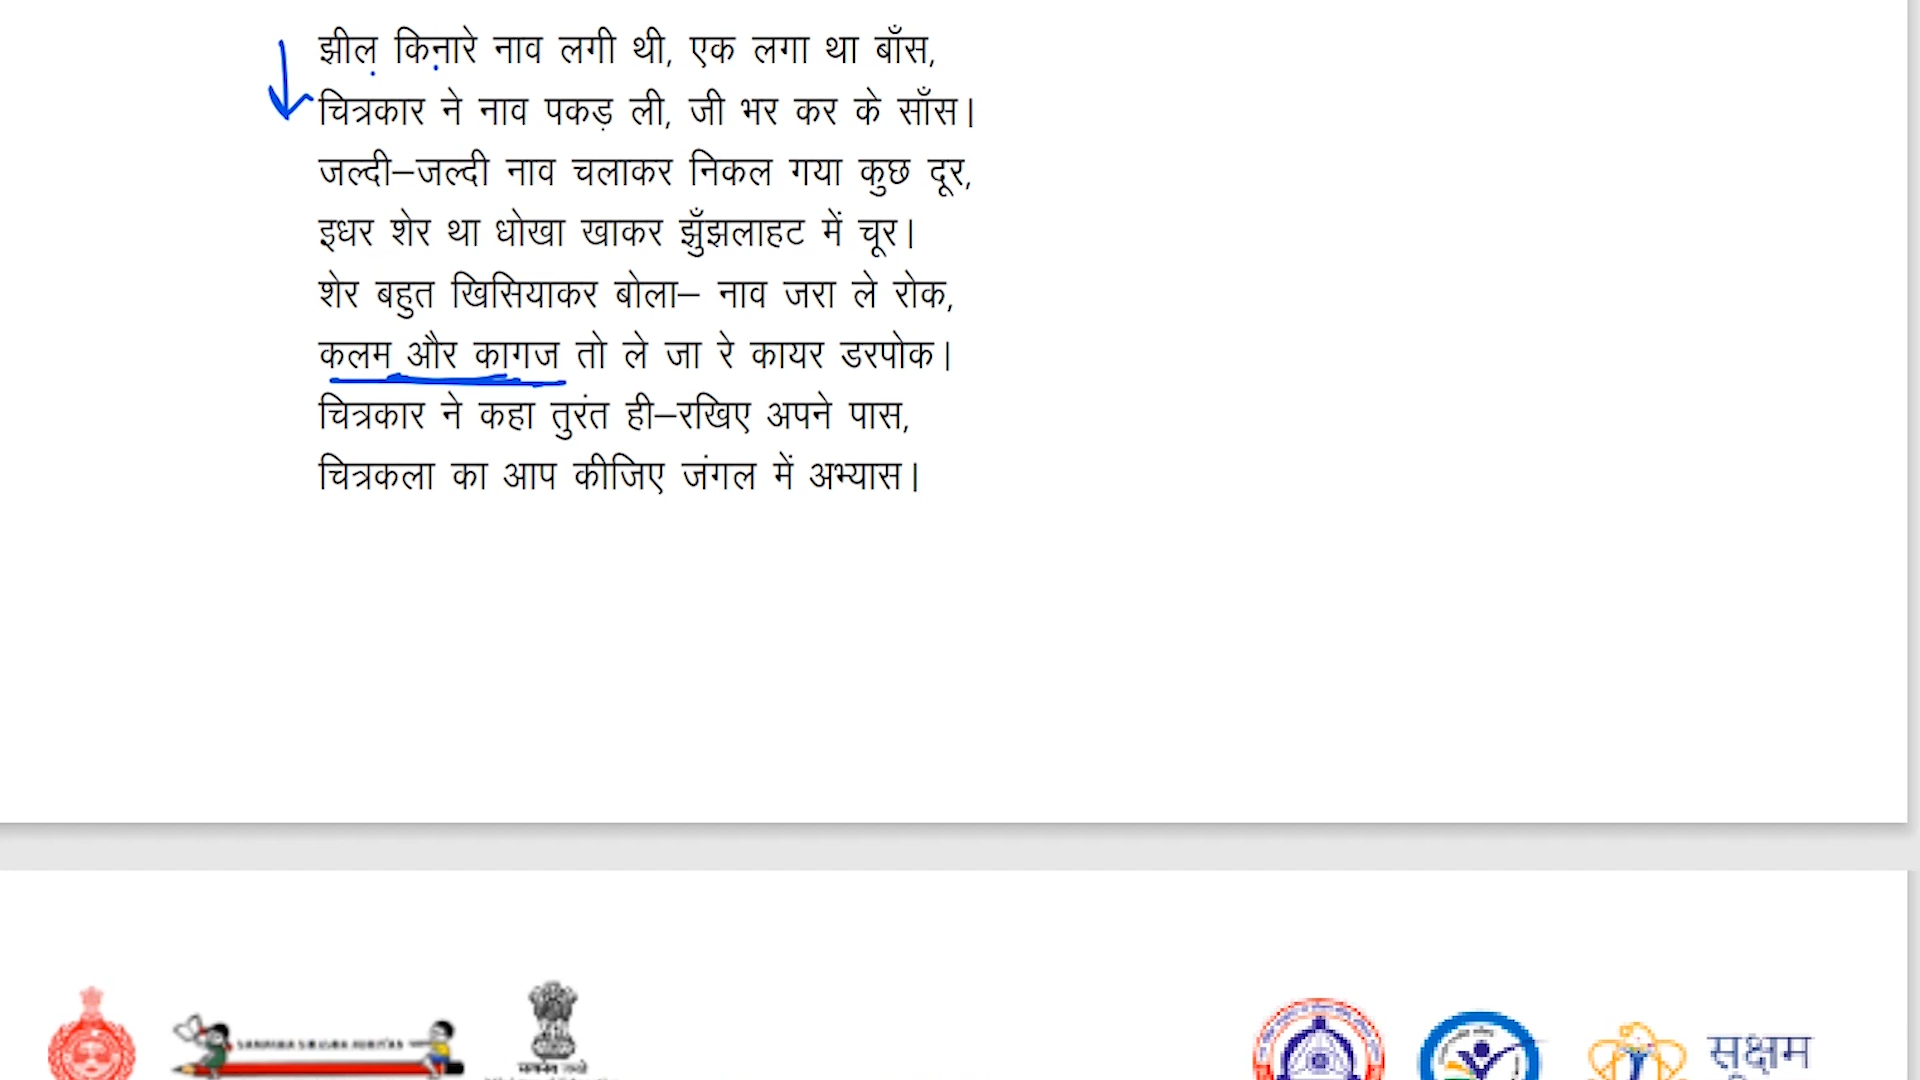 झील किनारे नाव लगी थी, एक लगा था बाँस,
चित्रकार ने नाव पकड़ ली, जी भर कर के साँस।
जल्दी–जल्दी नाव चलाकर निकल गया कुछ दूर,
इधर शेर था धोखा खाकर झुँझलाहट में चूर।
शेर बहुत खिसियाकर बोला– नाव जरा ले रोक,
कलम और कागज तो ले जा रे कायर डरपोक।
चित्रकार ने कहा तुरंत ही–रखिए अपने पास,
चित्रकला का आप कीजिए जंगल में अभ्यास।